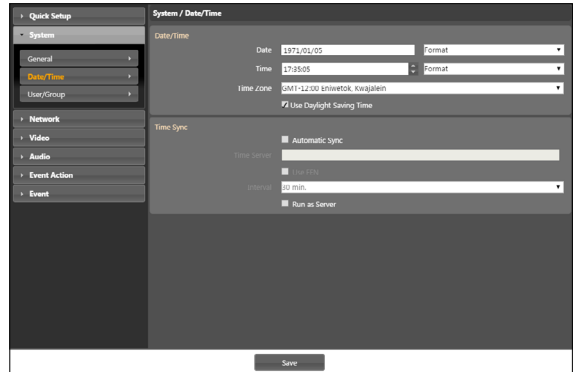 Quick Setup
System
General
Date/Time
User/Group
Network
Video
Audio
Event Action
Event
System / Date/Time
Date/Time
Date 1971/01/05 Format
Time 17:35:05 Format
Time Zone GMT-12:00 Eniwetok, Kwajalein
Use Daylight Saving Time
Time Sync
Automatic Sync
Time Server
Use FEN
Interval 30 min.
Run as Server
Save